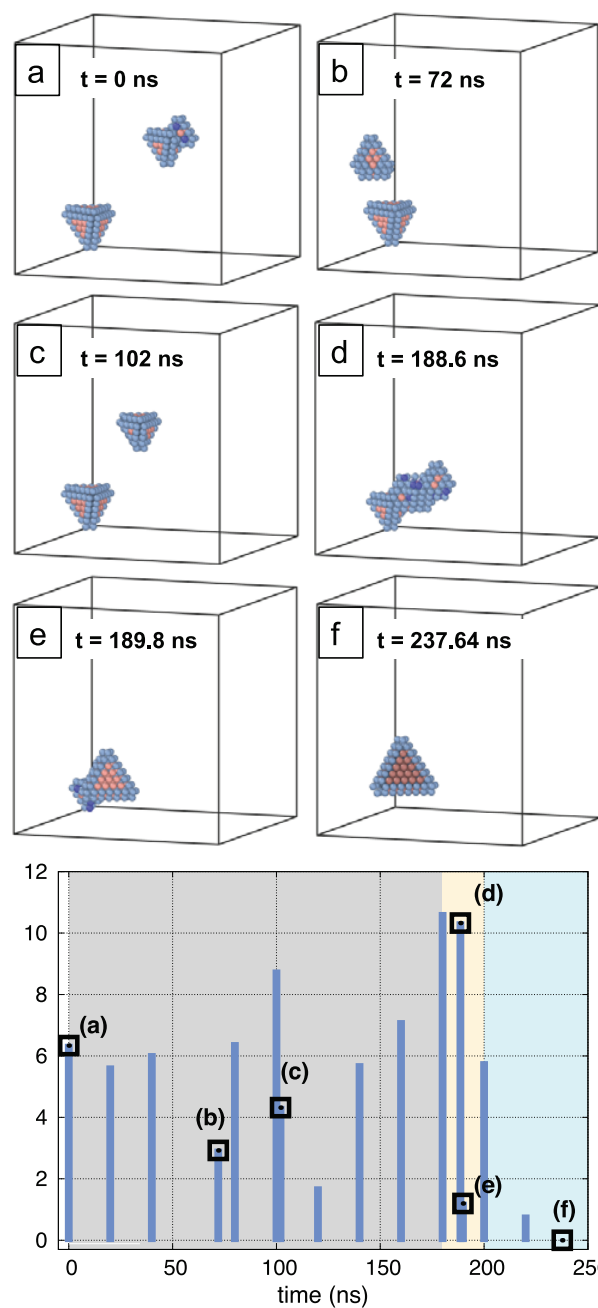 a
t = 0 ns
b
t = 72 ns
c
t = 102 ns
d
t = 188.6 ns
e
t = 189.8 ns
f
t = 237.64 ns
12
10
8
6
4
2
0
(a)
(b)
(c)
(d)
(e)
(f)
0 50 100 150 200 250
time (ns)